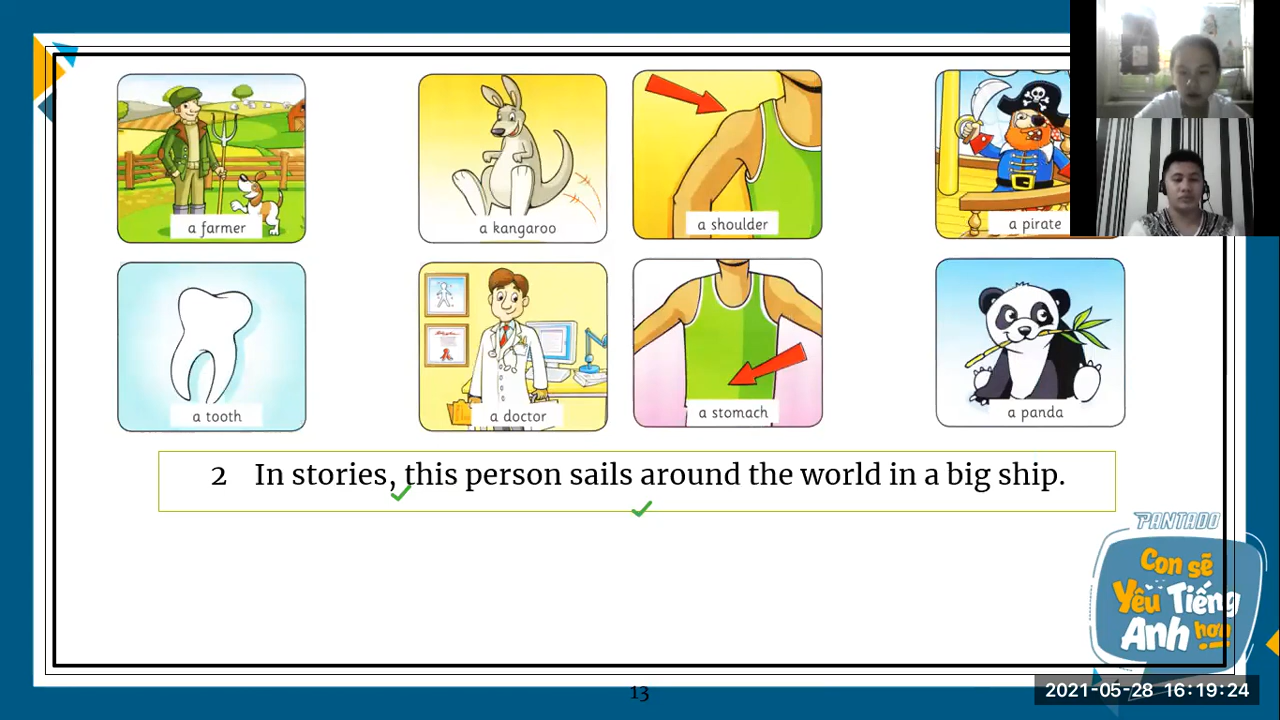 a farmer
a kangaroo
a shoulder
a pirate
a tooth
a doctor
a stomach
a panda
2 In stories, this person sails around the world in a big ship.
PANTADO
Con sẽ
Yêu Tiếng
Anh hơn
13
2021-05-28 16:19:24